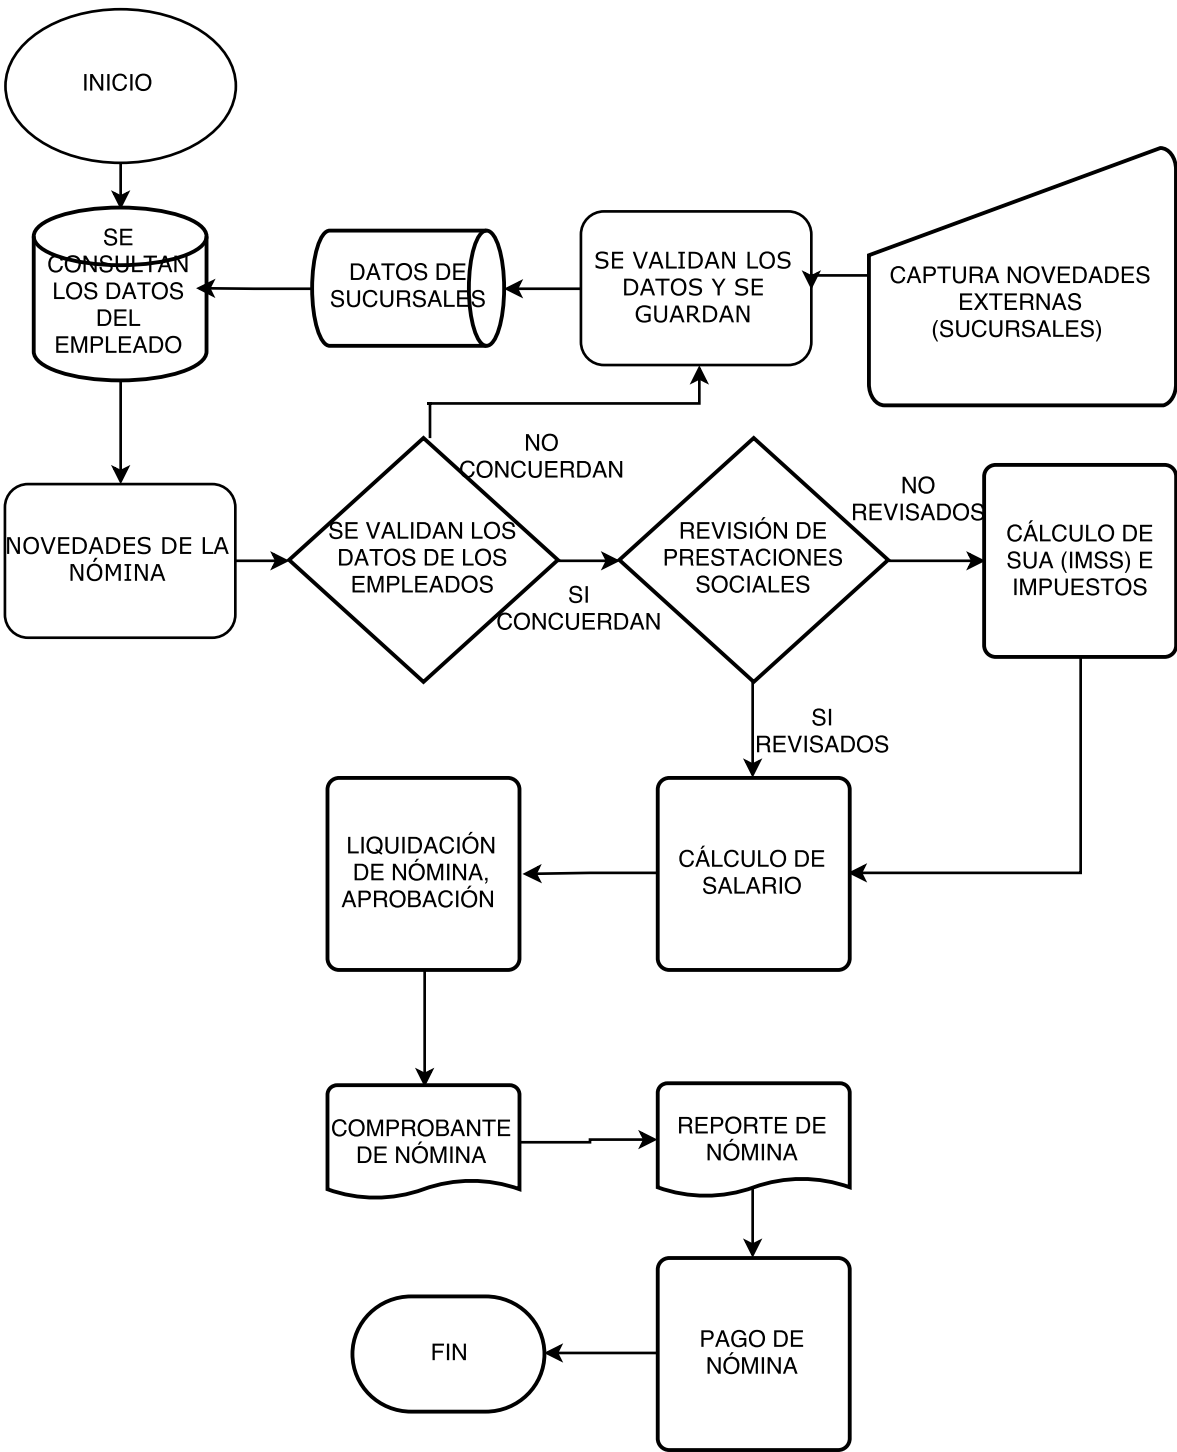 INICIO
SE
CONSULTAN
LOS DATOS
DEL
EMPLEADO
DATOS DE
SUCURSALES
SE VALIDAN LOS
DATOS Y SE
GUARDAN
CAPTURA NOVEDADES
EXTERNAS
(SUCURSALES)
NO
CONCUERDAN
NOVEDADES DE LA
NÓMINA
SE VALIDAN LOS
DATOS DE LOS
EMPLEADOS
SI
CONCUERDAN
REVISIÓN DE
PRESTACIONES
SOCIALES
NO
REVISADOS
CÁLCULO DE
SUA (IMSS) E
IMPUESTOS
SI
REVISADOS
LIQUIDACIÓN
DE NÓMINA,
APROBACIÓN
CÁLCULO DE
SALARIO
COMPROBANTE
DE NÓMINA
REPORTE DE
NÓMINA
FIN
PAGO DE
NÓMINA